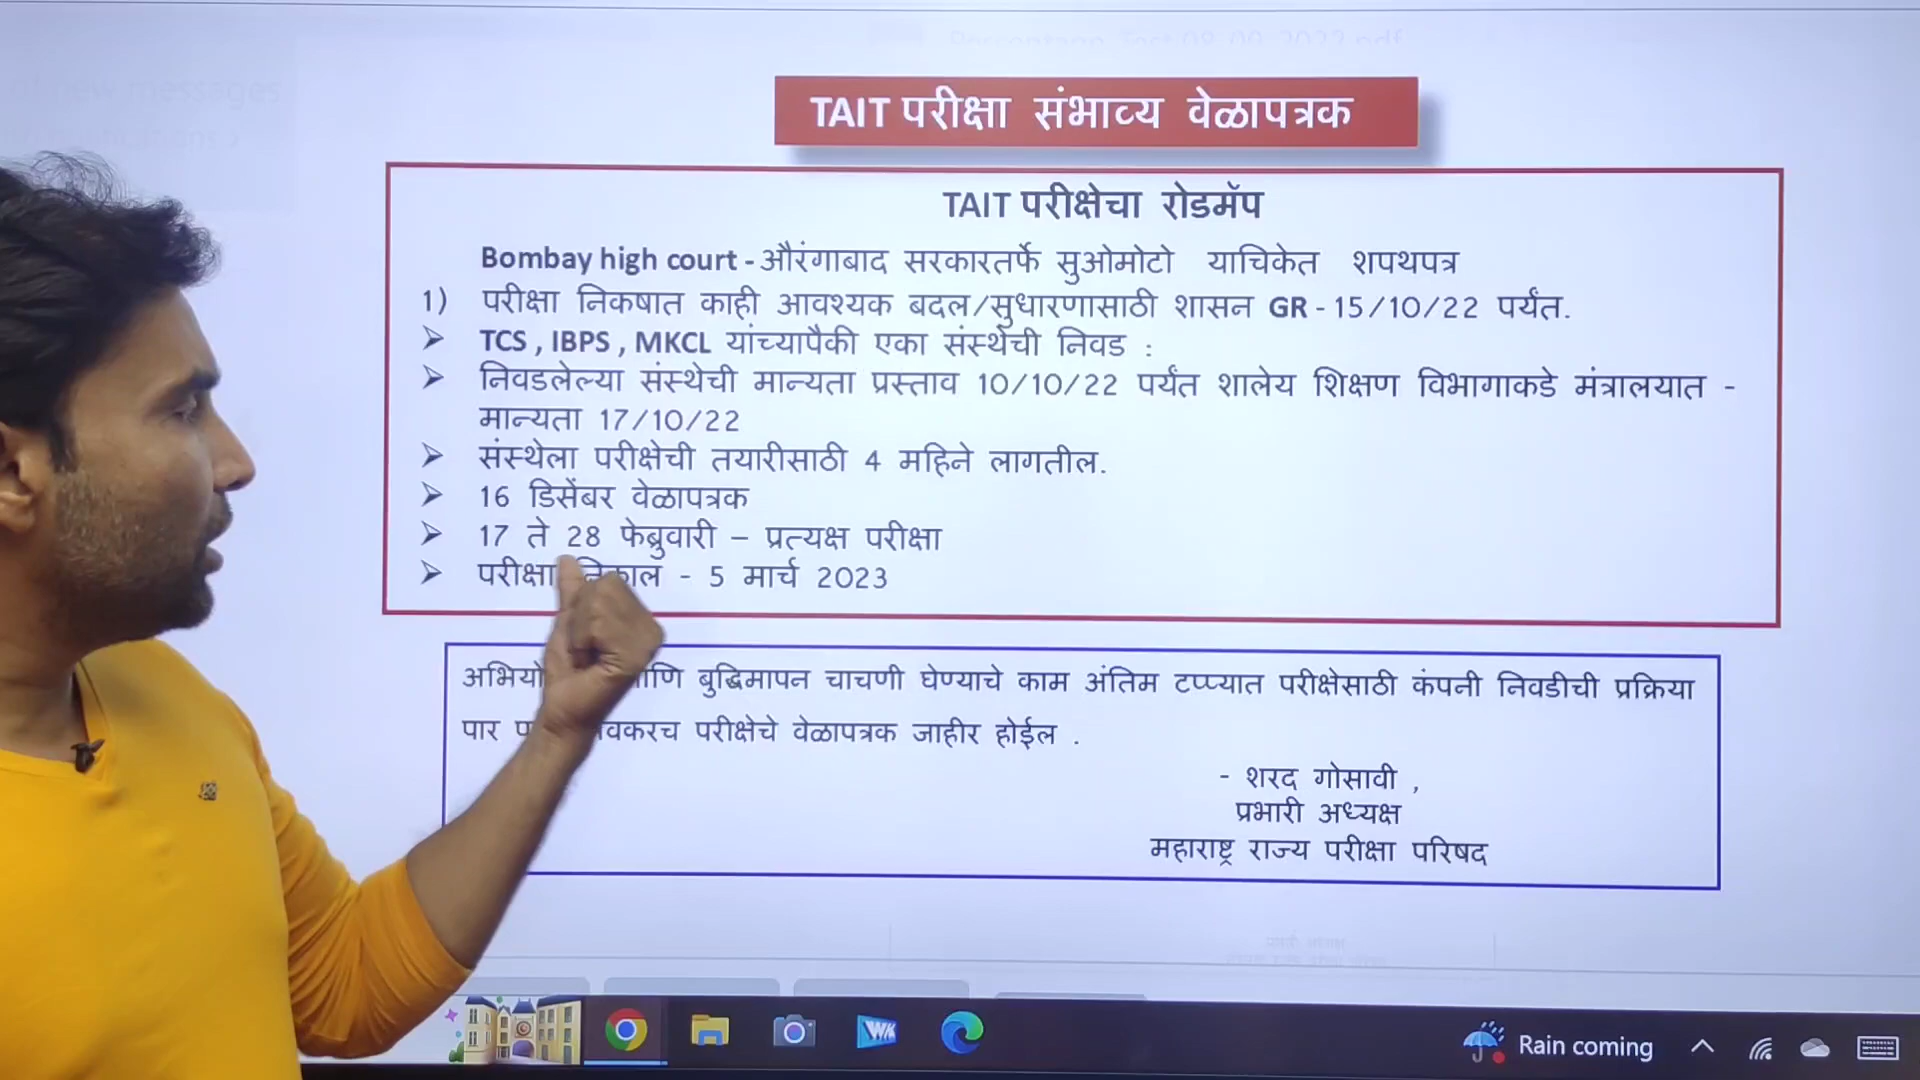 TAIT परीक्षा संभाव्य वेळापत्रक
TAIT परीक्षेचा रोडमॅप
Bombay high court - औरंगाबाद सरकारतर्फे सुओमोटो याचिकेत शपथपत्र
1) परीक्षा निकषात काही आवश्यक बदल/सुधारणासाठी शासन GR - 15/10/22 पर्यंत.
➤ TCS , IBPS , MKCL यांच्यापैकी एका संस्थेची निवड :
➤ निवडलेल्या संस्थेची मान्यता प्रस्ताव 10/10/22 पर्यंत शालेय शिक्षण विभागाकडे मंत्रालयात -
मान्यता 17/10/22
➤ संस्थेला परीक्षेची तयारीसाठी 4 महिने लागतील.
➤ 16 डिसेंबर वेळापत्रक
➤ 17 ते 28 फेब्रुवारी – प्रत्यक्ष परीक्षा
➤ परीक्षा निकाल - 5 मार्च 2023
बुद्धिमापन चाचणी घेण्याचे काम अंतिम टप्प्यात परीक्षेसाठी कंपनी निवडीची प्रक्रिया
पार परीक्षेचे वेळापत्रक जाहीर होईल .
- शरद गोसावी ,
प्रभारी अध्यक्ष
महाराष्ट्र राज्य परीक्षा परिषद
Rain coming